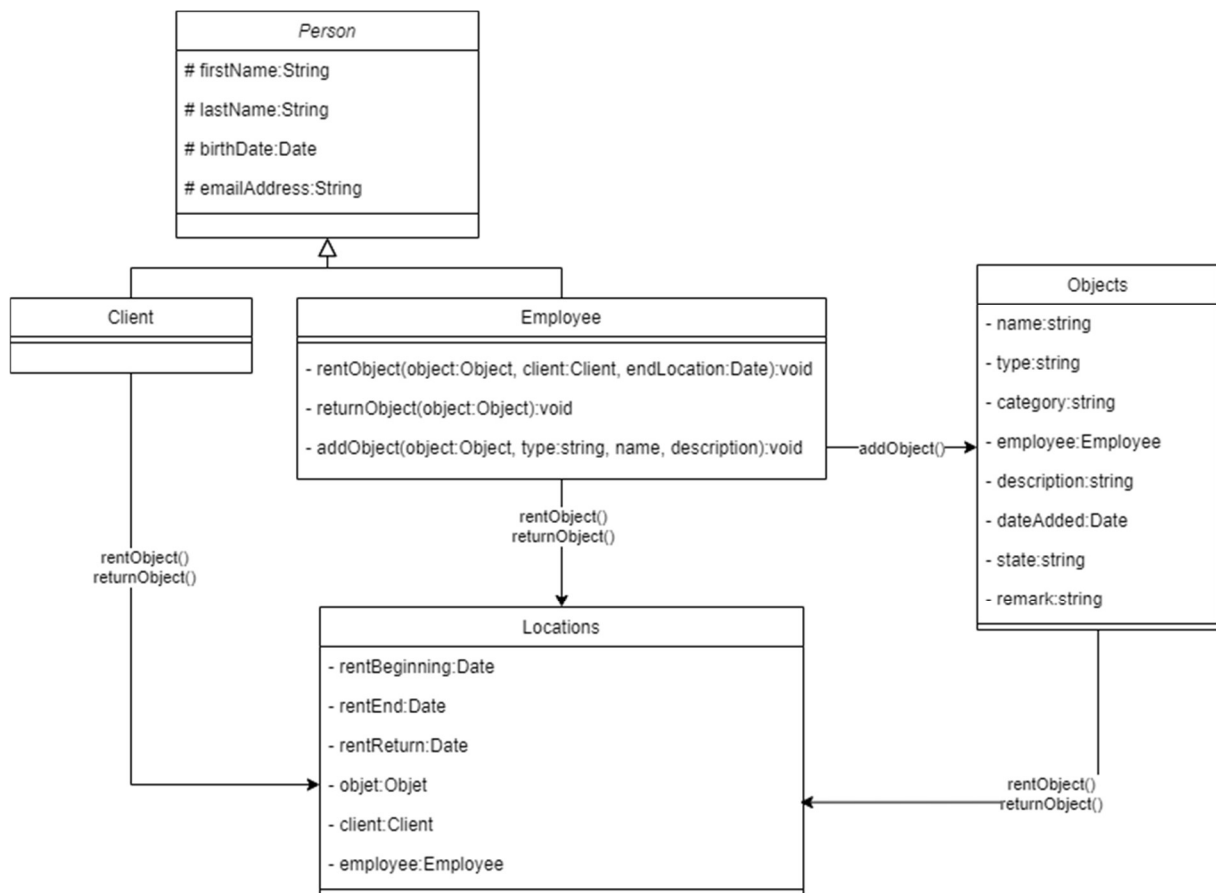 Person
# firstName:String
# lastName:String
# birthDate:Date
# emailAddress:String
Client
Employee
- rentObject(object:Object, client:Client, endLocation:Date):void
- returnObject(object:Object):void
- addObject(object:Object, type:string, name, description):void
addObject()
Objects
- name:string
- type:string
- category:string
- employee:Employee
- description:string
- dateAdded:Date
- state:string
- remark:string
rentObject()
returnObject()
rentObject()
returnObject()
Locations
- rentBeginning:Date
- rentEnd:Date
- rentReturn:Date
- objet:Objet
- client:Client
- employee:Employee
rentObject()
returnObject()